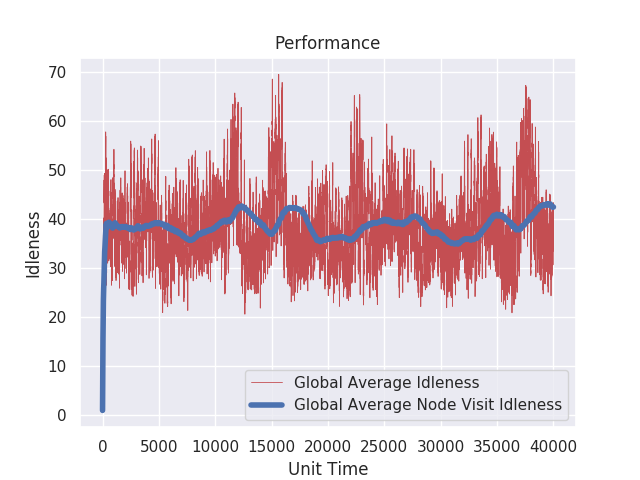 Performance
70
60
50
40
30
20
10
0
Idleness
Global Average Idleness
Global Average Node Visit Idleness
0 5000 10000 15000 20000 25000 30000 35000 40000
Unit Time